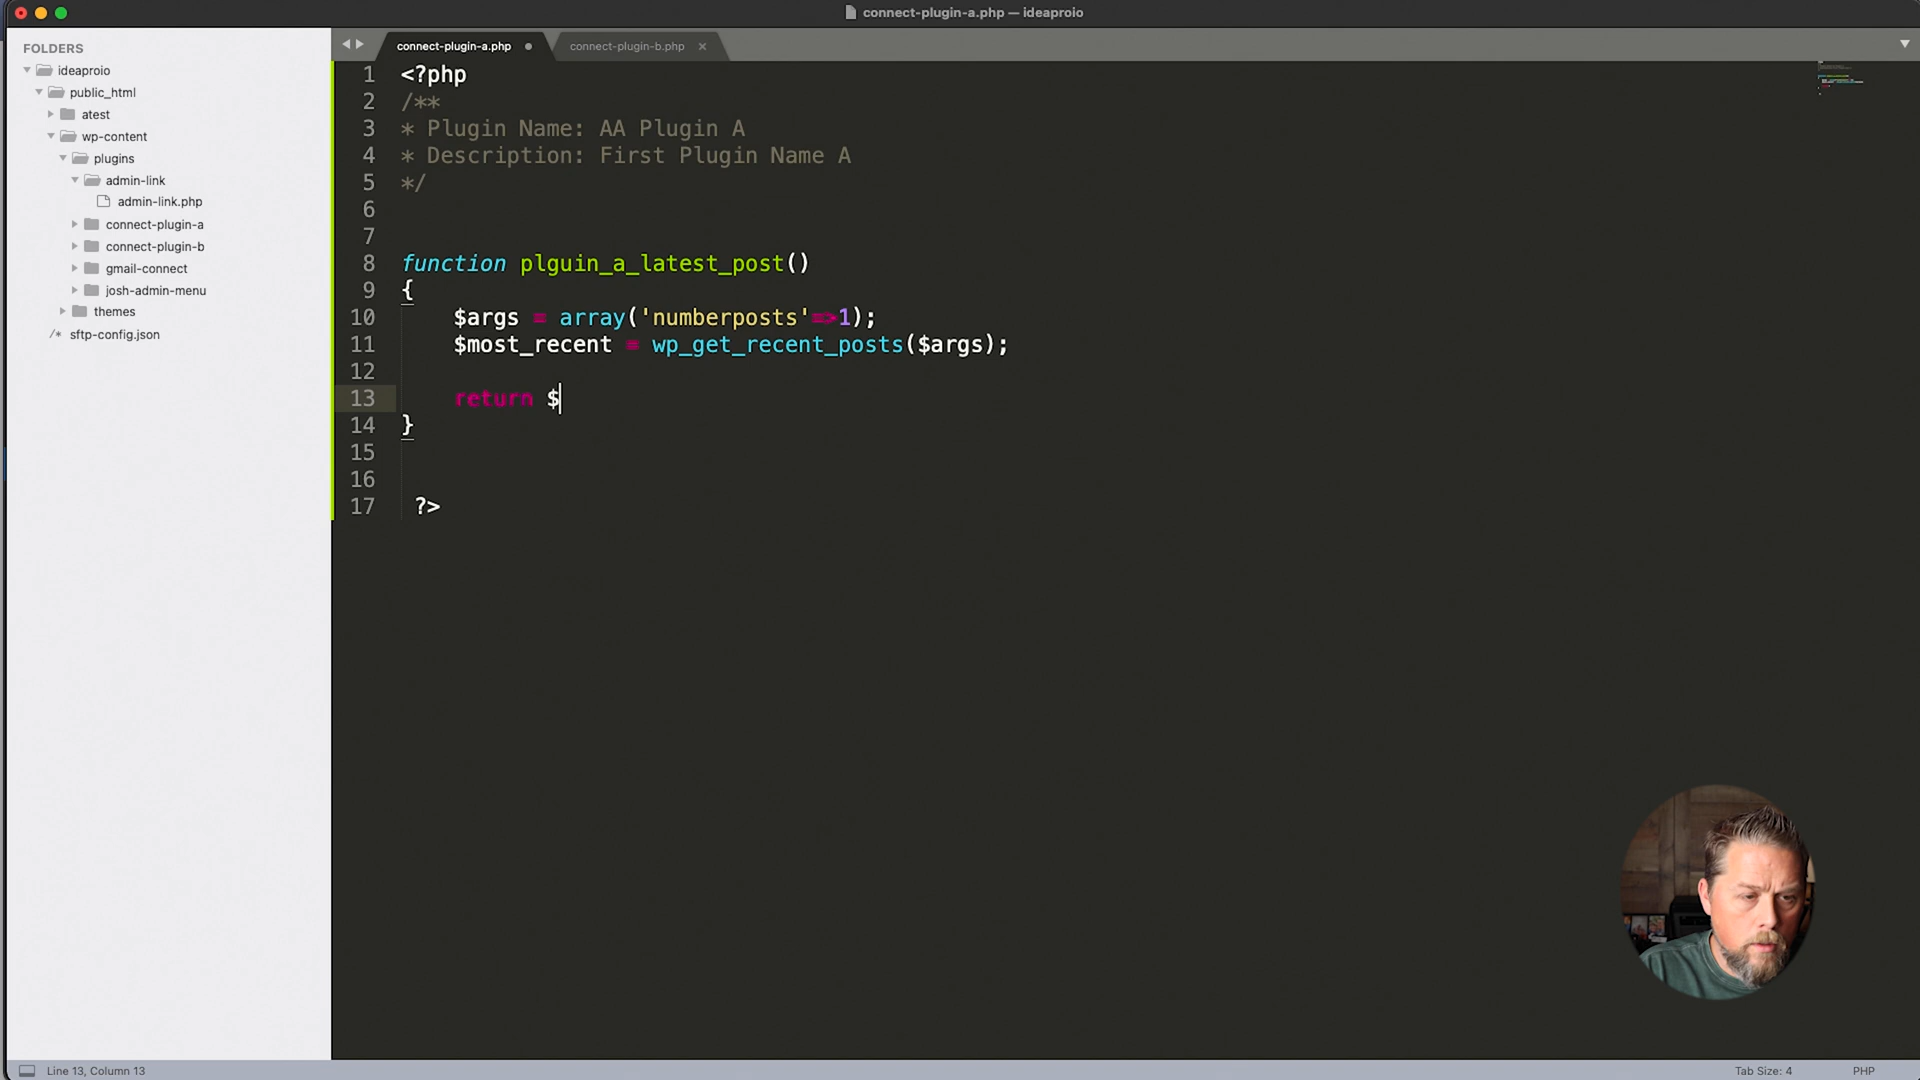 connect-plugin-a.php — ideaproio
FOLDERS
ideaproio
public_html
atest
wp-content
plugins
admin-link
admin-link.php
connect-plugin-a
connect-plugin-b
gmail-connect
josh-admin-menu
themes
/* sftp-config.json
connect-plugin-a.php
connect-plugin-b.php ×
1 <?php
2 /**
3 * Plugin Name: AA Plugin A
4 * Description: First Plugin Name A
5 */
6
7
8 function plguin_a_latest_post()
9 {
10 $args = array('numberposts'=>1);
11 $most_recent = wp_get_recent_posts($args);
12
13 return $
14 }
15
16
17 ?>
Line 13, Column 13
Tab Size: 4
PHP